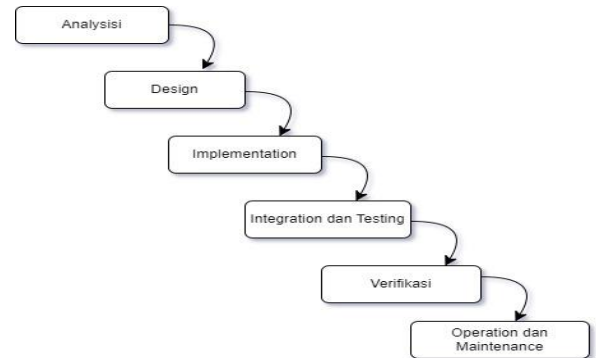 Analysisi
Design
Implementation
Integration dan Testing
Verifikasi
Operation dan
Maintenance